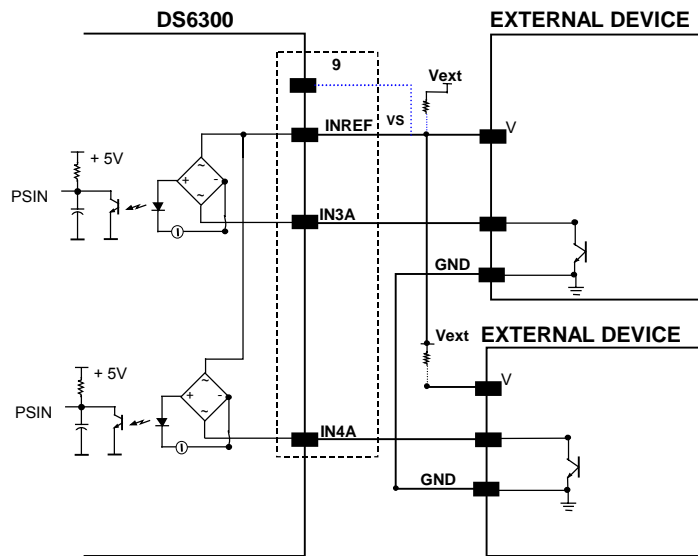 DS6300
EXTERNAL DEVICE
9
Vext
VS
INREF
V
+ 5V
PSIN
+ ~ - ~
I
IN3A
GND
Vext
EXTERNAL DEVICE
V
+ 5V
PSIN
+ ~ - ~
I
IN4A
GND